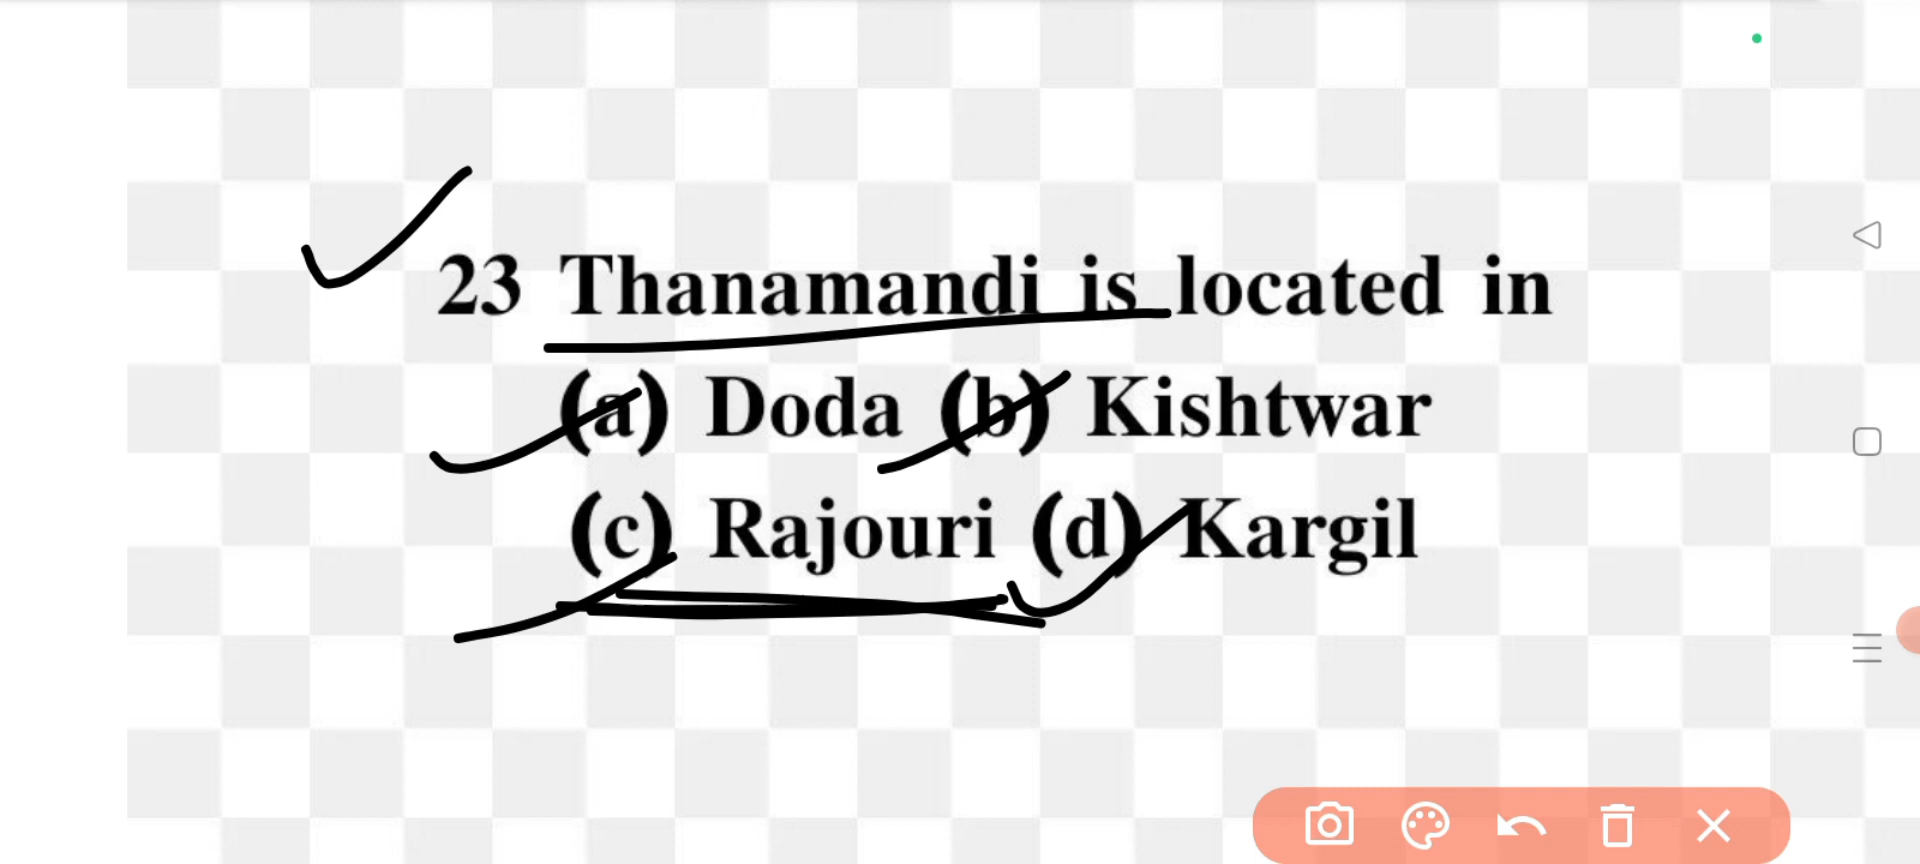 23 Thanamandi is located in
(a) Doda (b) Kishtwar
(c) Rajouri (d) Kargil